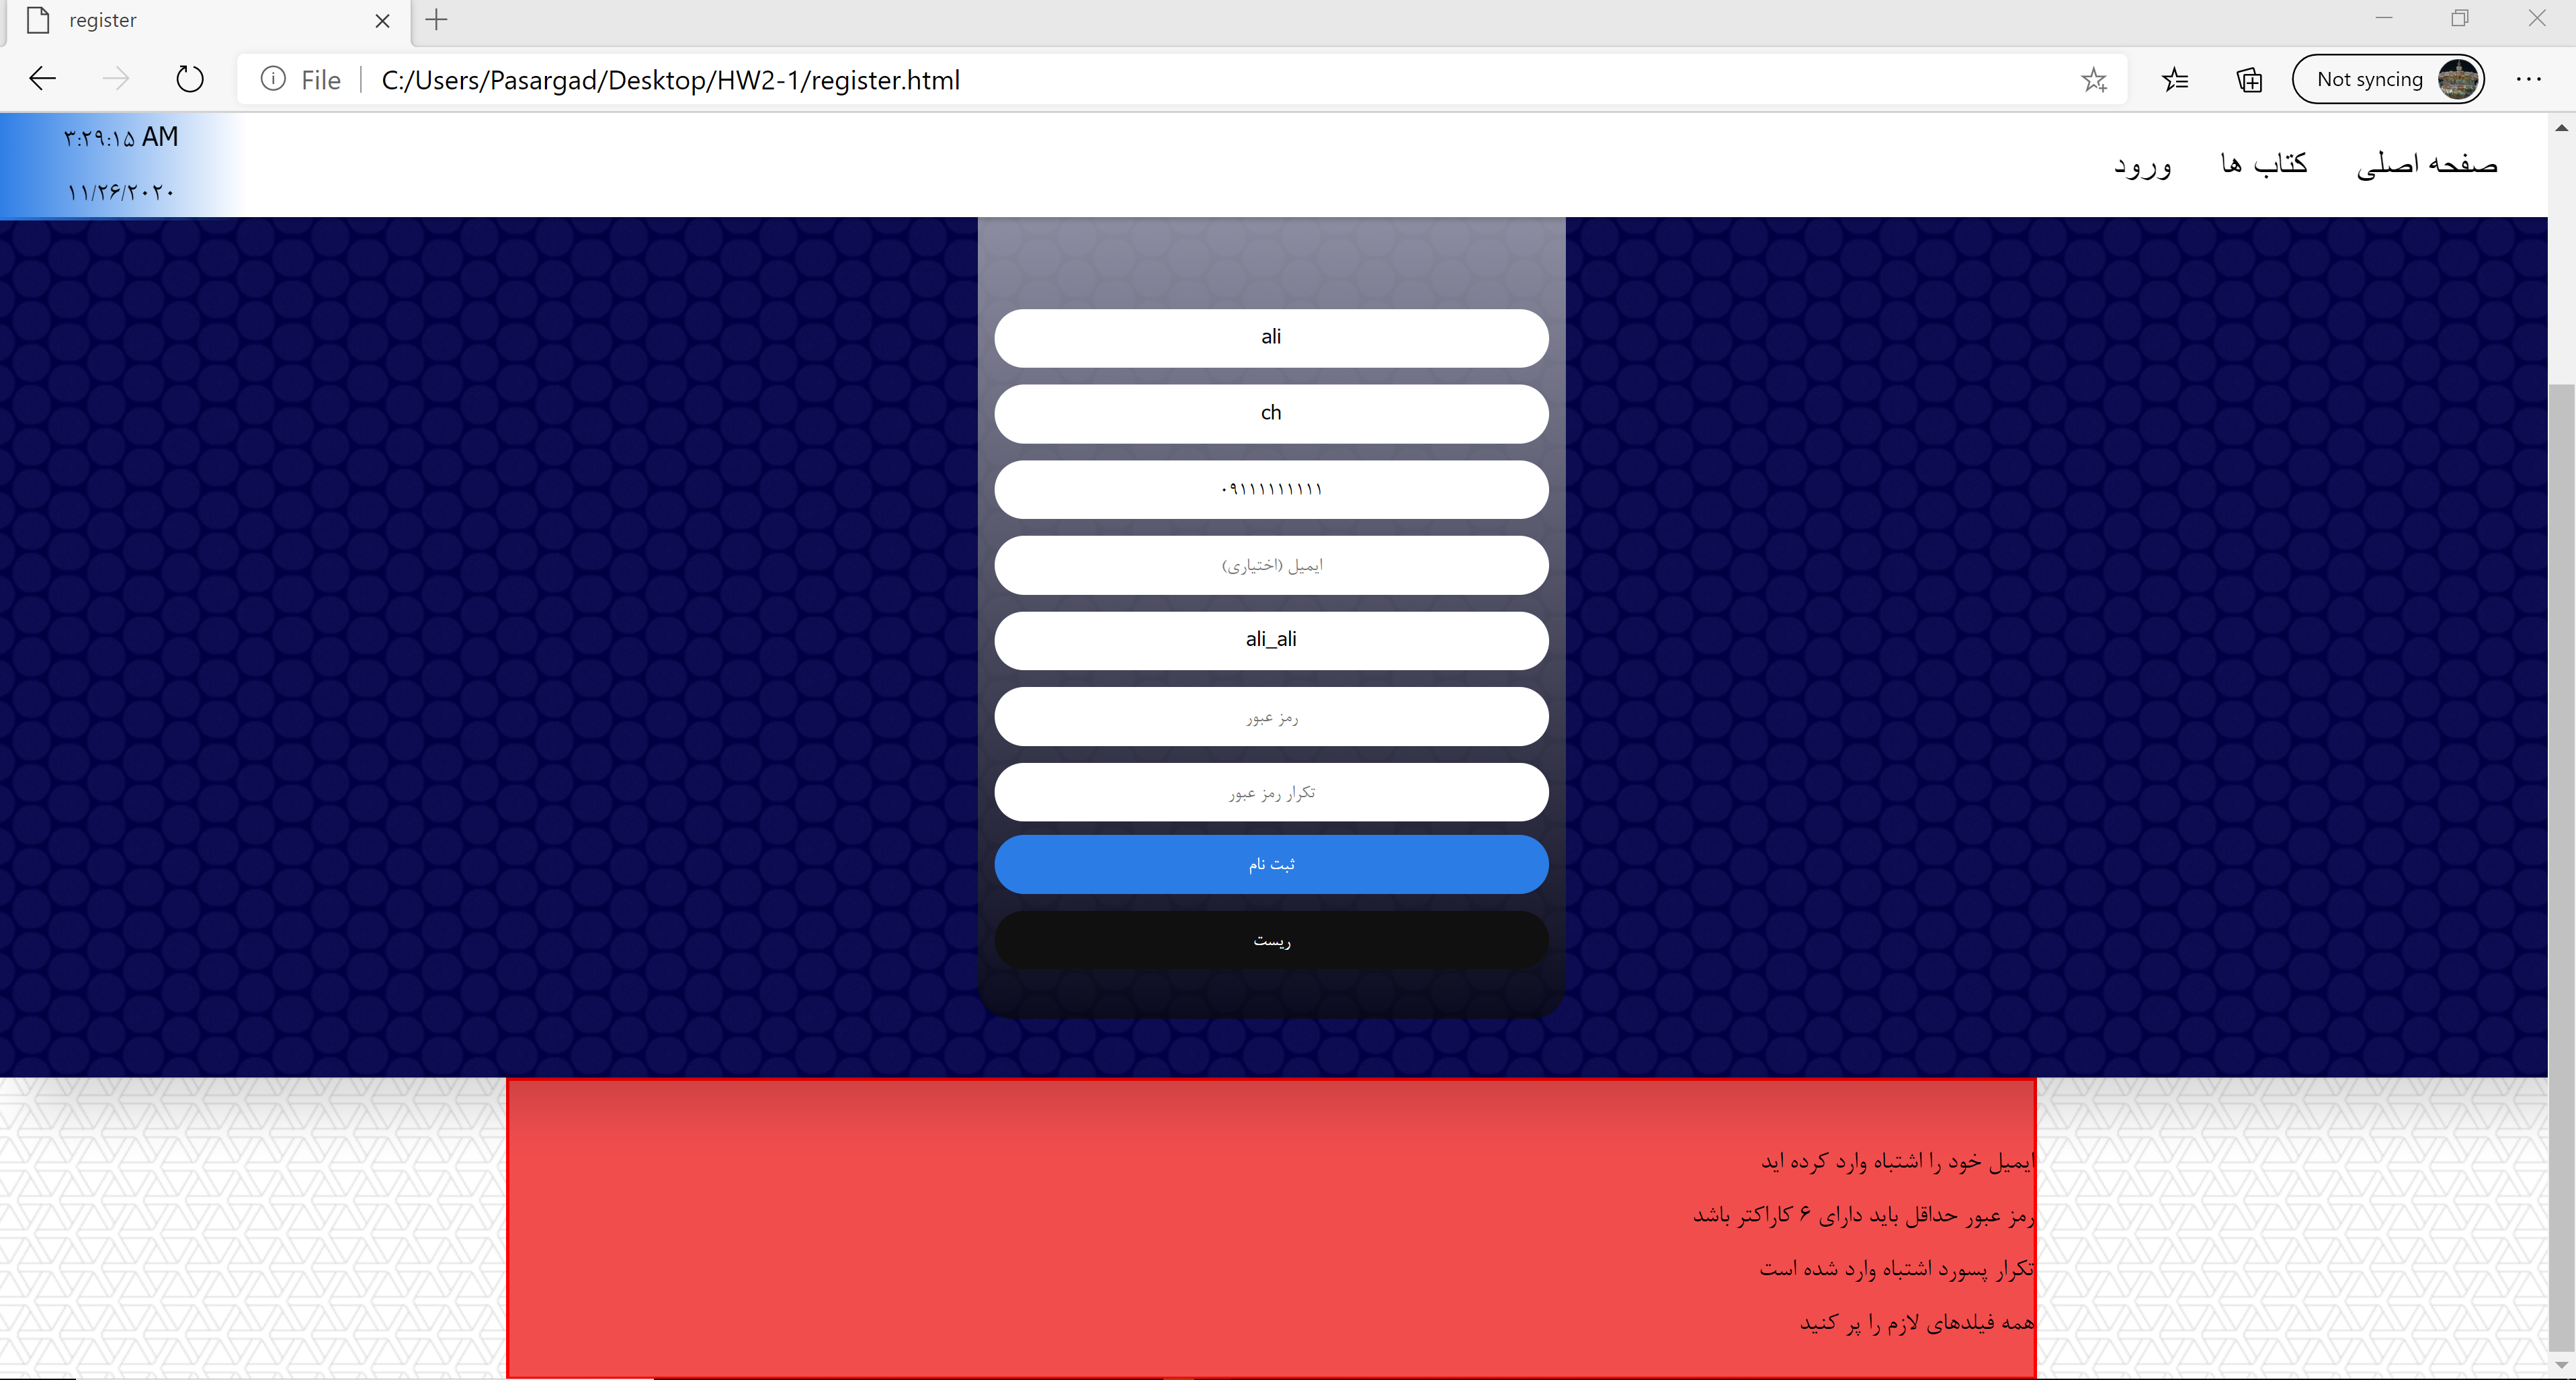 register
File C:/Users/Pasargad/Desktop/HW2-1/register.html Not syncing
۳:۲۹:۱۵ AM
۱۱/۲۶/۲۰۲۰
صفحه اصلی کتاب ها ورود
ali
ch
۰۹۱۱۱۱۱۱۱۱۱
ایمیل (اختیاری)
ali_ali
رمز عبور
تکرار رمز عبور
ثبت نام
ریست
ایمیل خود را اشتباه وارد کرده اید
رمز عبور حداقل باید دارای ۶ کاراکتر باشد
تکرار پسورد اشتباه وارد شده است
همه فیلدهای لازم را پر کنید